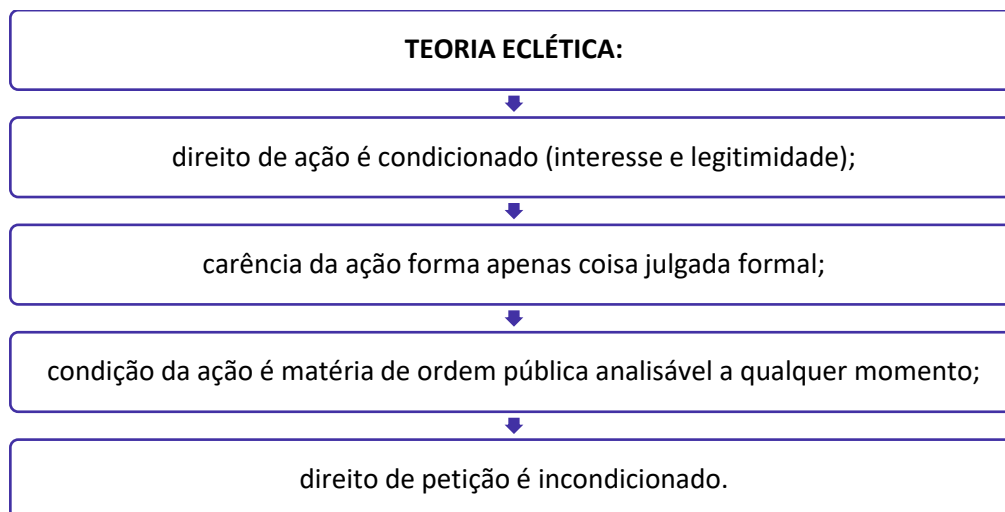 TEORIA ECLÉTICA:
direito de ação é condicionado (interesse e legitimidade);
carência da ação forma apenas coisa julgada formal;
condição da ação é matéria de ordem pública analisável a qualquer momento;
direito de petição é incondicionado.